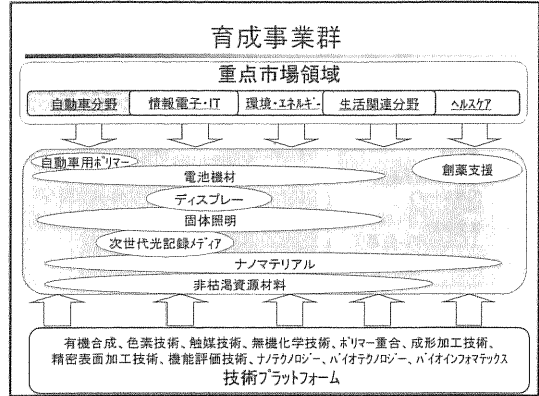 育成事業群
重点市場領域
自動車分野 情報電子・IT 環境・エネルギー 生活関連分野 ヘルスケア
自動車用ポリマー
創薬支援
電池機材
ディスプレー
固体照明
次世代光記録メディア
ナノマテリアル
非枯渇資源材料
有機合成、色素技術、触媒技術、無機化学技術、ポリマー重合、成形加工技術、
精密表面加工技術、機能評価技術、ナノテクノロジー、バイオテクノロジー、バイオインフォマテックス
技術プラットフォーム